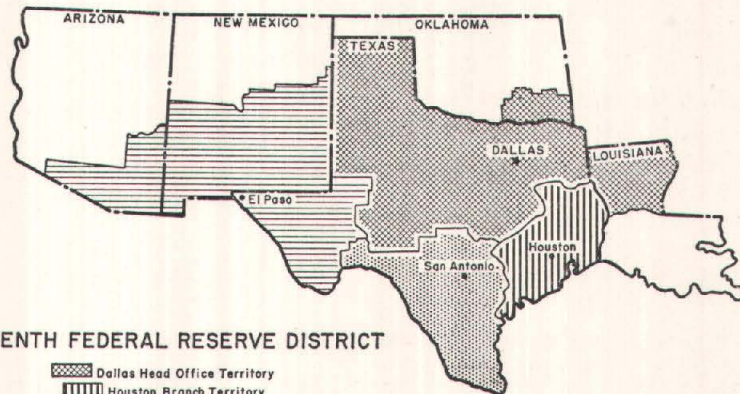 ARIZONA
NEW MEXICO
OKLAHOMA
TEXAS
DALLAS
LOUISIANA
El Paso
Houston
San Antonio
ENTH FEDERAL RESERVE DISTRICT
Dallas Head Office Territory
Houston Branch Territory